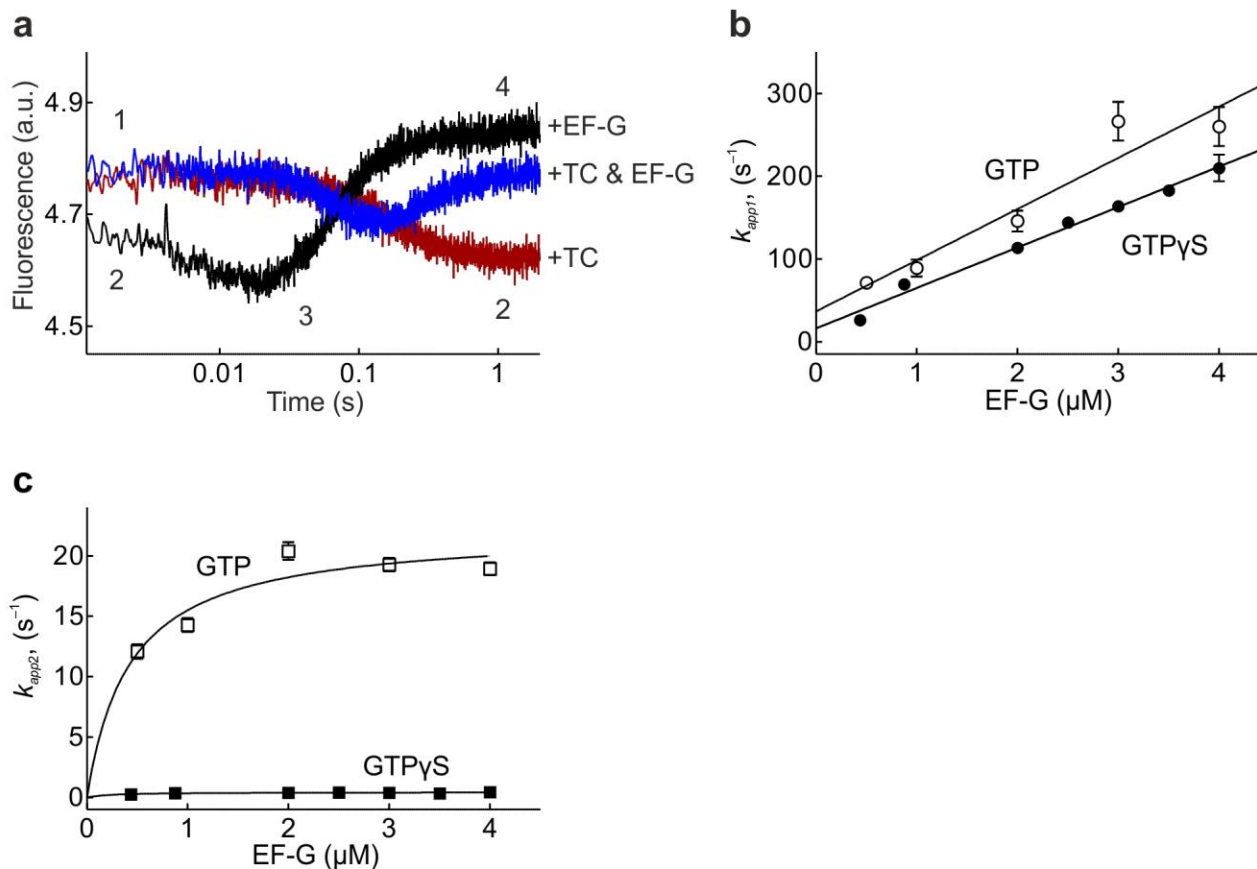 a
4.9
4.7
4.5
Fluorescence (a.u.)
1
2
3
4
2
+EF-G
+TC & EF-G
+TC
0.01
0.1
1
Time (s)
b
300
200
100
0
k_app1, (s⁻¹)
GTP
GTPγS
0
1
2
3
4
EF-G (µM)
c
20
15
10
5
0
k_app2, (s⁻¹)
GTP
GTPγS
0
1
2
3
4
EF-G (µM)